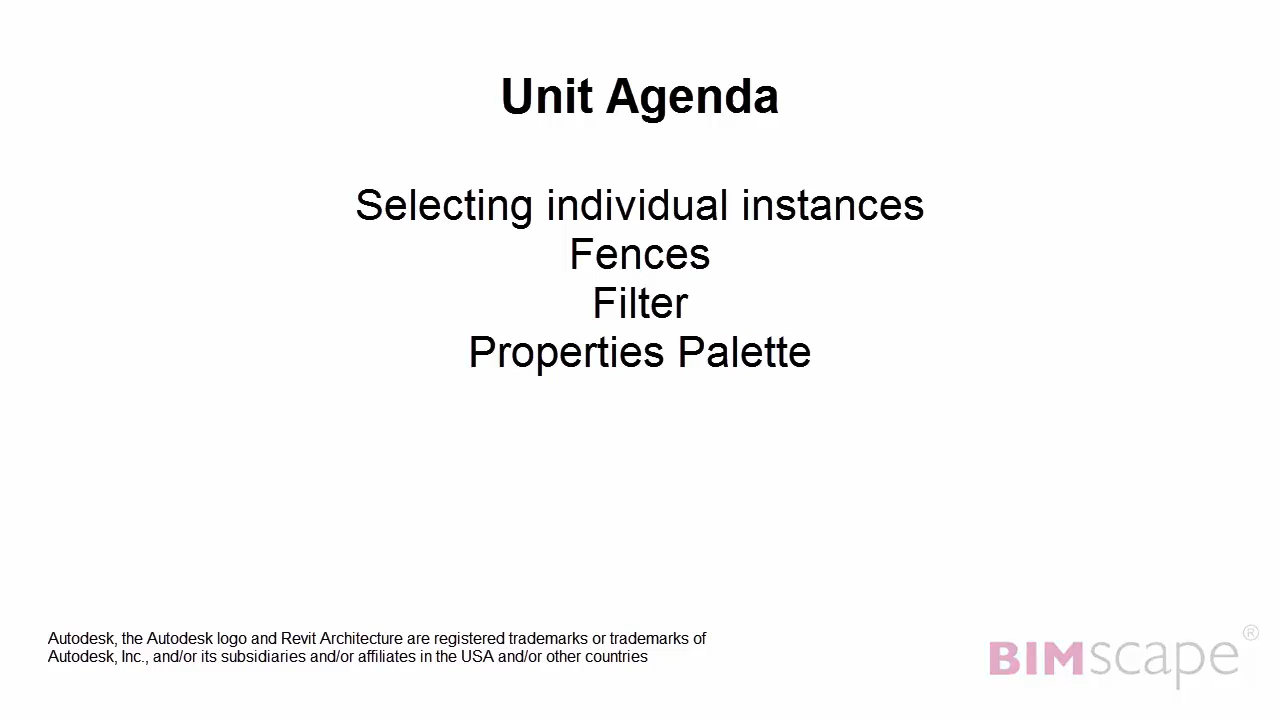 Unit Agenda
Selecting individual instances
Fences
Filter
Properties Palette
Autodesk, the Autodesk logo and Revit Architecture are registered trademarks or trademarks of
Autodesk, Inc., and/or its subsidiaries and/or affiliates in the USA and/or other countries
BIMscape®